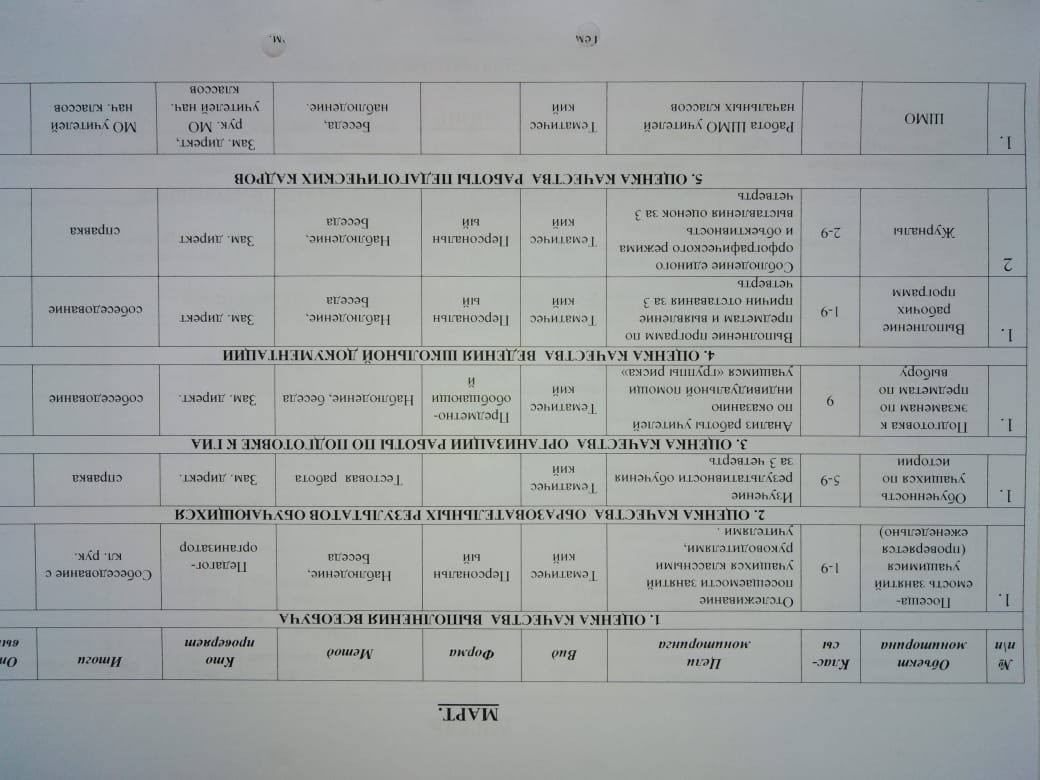 МАРТ.
№ п\п
Объект мониторинга
Клас- сы
Цели мониторинга
Вид
Форма
Метод
Кто проверяет
Итоги
1. ОЦЕНКА КАЧЕСТВА ВЫПОЛНЕНИЯ ВСЕОБУЧА
1.
Посеща-
емость занятий
учащимися
(проверяется
еженедельно)
1-9
Отслеживание
посещаемости занятий
учащихся классными
руководителями,
учителями .
Тематичес
кий
Персональн
ый
Наблюдение,
Беседа
Педагог-
организатор
Собеседование с
кл. рук.
2. ОЦЕНКА КАЧЕСТВА ОБРАЗОВАТЕЛЬНЫХ РЕЗУЛЬТАТОВ ОБУЧАЮЩИХСЯ
1.
Обученность
учащихся по
истории
5-9
Изучение
результативности обучения
за 3 четверть
Тематичес
кий
Тестовая работа
Зам. директ.
справка
3. ОЦЕНКА КАЧЕСТВА ОРГАНИЗАЦИИ РАБОТЫ ПО ПОДГОТОВКЕ К ГИА
1.
Подготовка к
экзаменам по
предметам по
выбору
9
Анализ работы учителей
по оказанию
индивидуальной помощи
учащимся «группы риска»
Тематичес
кий
Предметно-
обобщающи
й
Наблюдение, беседа
Зам. директ.
собеседование
4. ОЦЕНКА КАЧЕСТВА ВЕДЕНИЯ ШКОЛЬНОЙ ДОКУМЕНТАЦИИ
1.
Выполнение
рабочих
программ
1-9
Выполнение программ по
предметам и выявление
причин отставания за 3
четверть
Тематичес
кий
Персональн
ый
Наблюдение,
Беседа
Зам. директ
собеседование
2
Журналы
2-9
Соблюдение единого
орфографического режима
и объективность
выставления оценок за 3
четверть
Тематичес
кий
Персональн
ый
Наблюдение,
Беседа
Зам. директ
справка
5. ОЦЕНКА КАЧЕСТВА РАБОТЫ ПЕДАГОГИЧЕСКИХ КАДРОВ
1.
ШМО
Работа ШМО учителей
начальных классов
Тематичес
кий
Беседа,
наблюдение.
Зам. директ,
рук. МО
учителей нач.
классов
МО учителей
нач. классов